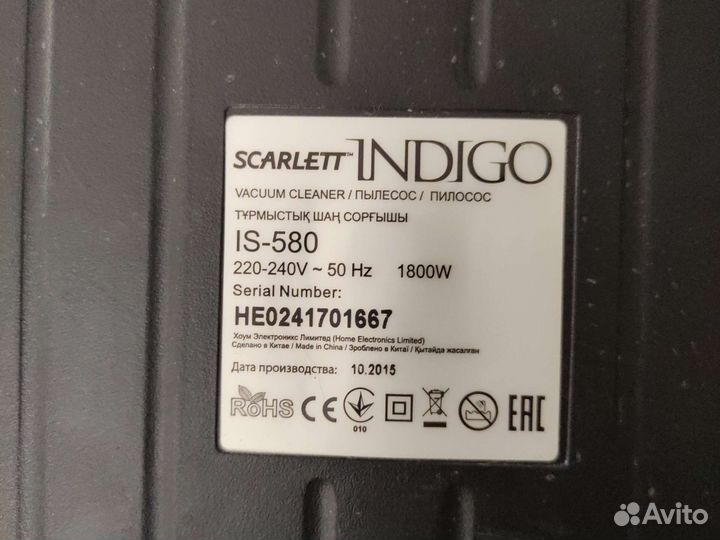 SCARLETT™ INDIGO
VACUUM CLEANER / ПЫЛЕСОС / ПИЛОСОС
ТҰРМЫСТЫҚ ШАҢ СОРҒЫШЫ
IS-580
220-240V ~ 50 Hz 1800W
Serial Number:
HE0241701667
Хоум Электроникс Лимитед (Home Electronics Limited)
Сделано в Китае / Made in China / Зроблено в Китаї / Қытайда жасалған
Дата производства: 10.2015
RoHS CE 010 EAC
Avito